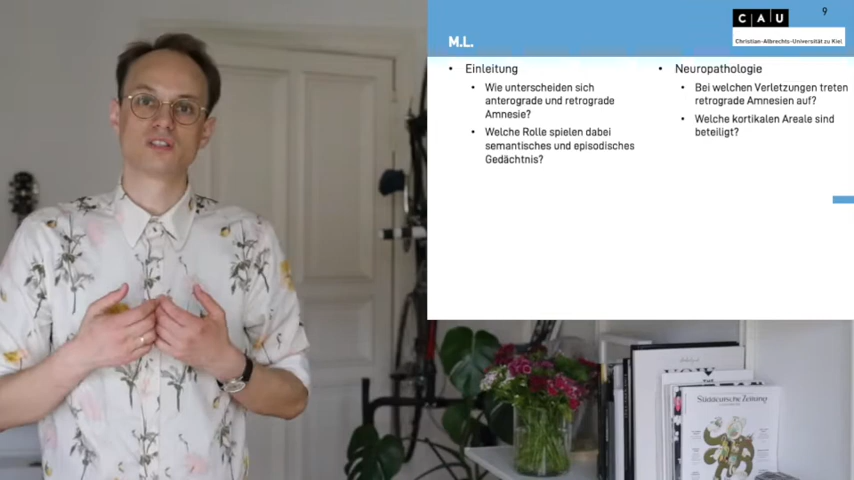 9
C A U
Christian-Albrechts-Universität zu Kiel
M.L.
• Einleitung
• Wie unterscheiden sich
anterograde und retrograde
Amnesie?
• Welche Rolle spielen dabei
semantisches und episodisches
Gedächtnis?
• Neuropathologie
• Bei welchen Verletzungen treten
retrograde Amnesien auf?
• Welche kortikalen Areale sind
beteiligt?
Süddeutsche Zeitung